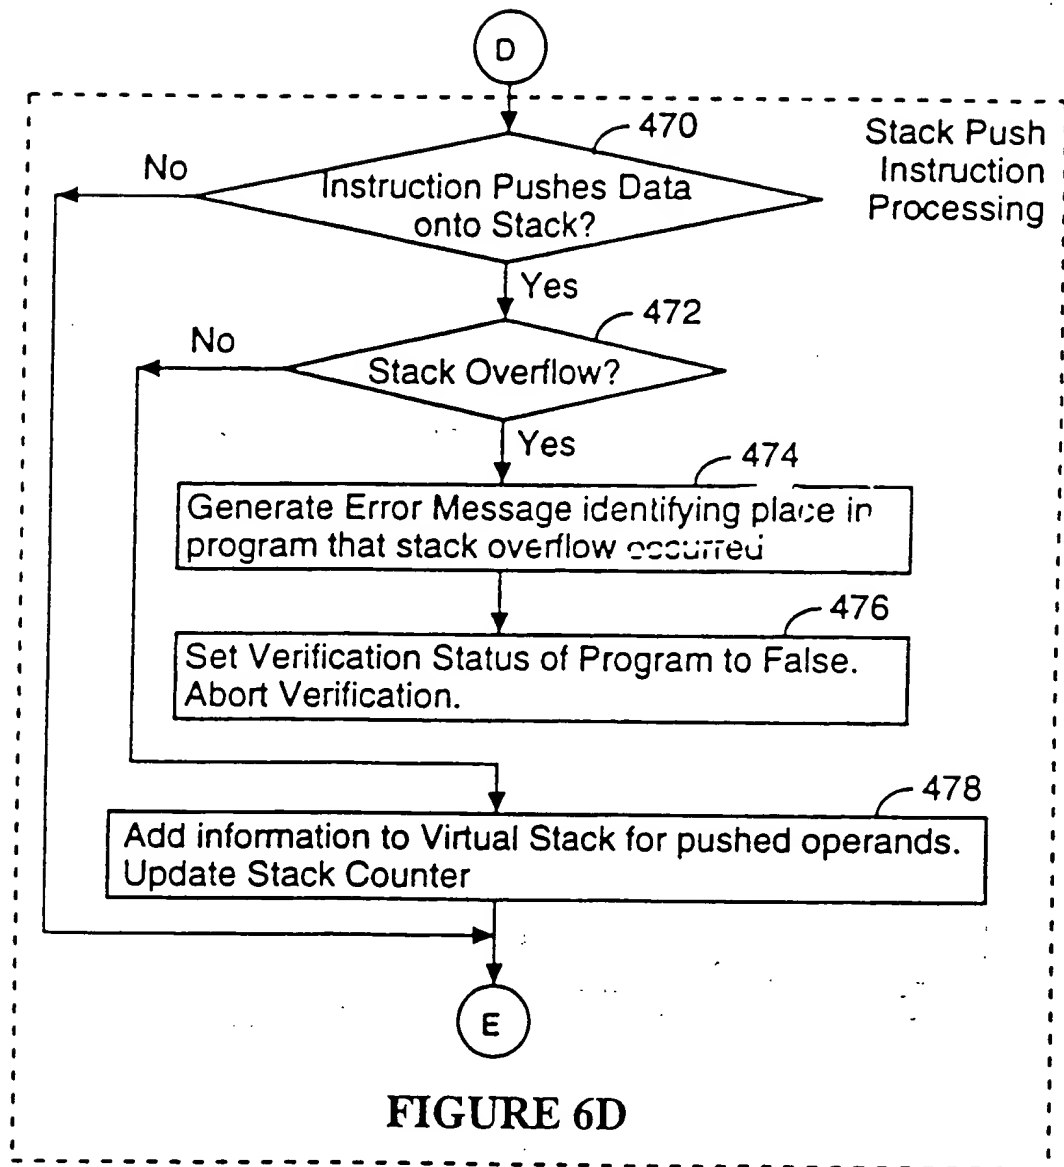 D
470
Stack Push
Instruction
Processing
No
Instruction Pushes Data
onto Stack?
Yes
472
No
Stack Overflow?
Yes
474
Generate Error Message identifying place in
program that stack overflow occurred
476
Set Verification Status of Program to False.
Abort Verification.
478
Add information to Virtual Stack for pushed operands.
Update Stack Counter
E
FIGURE 6D